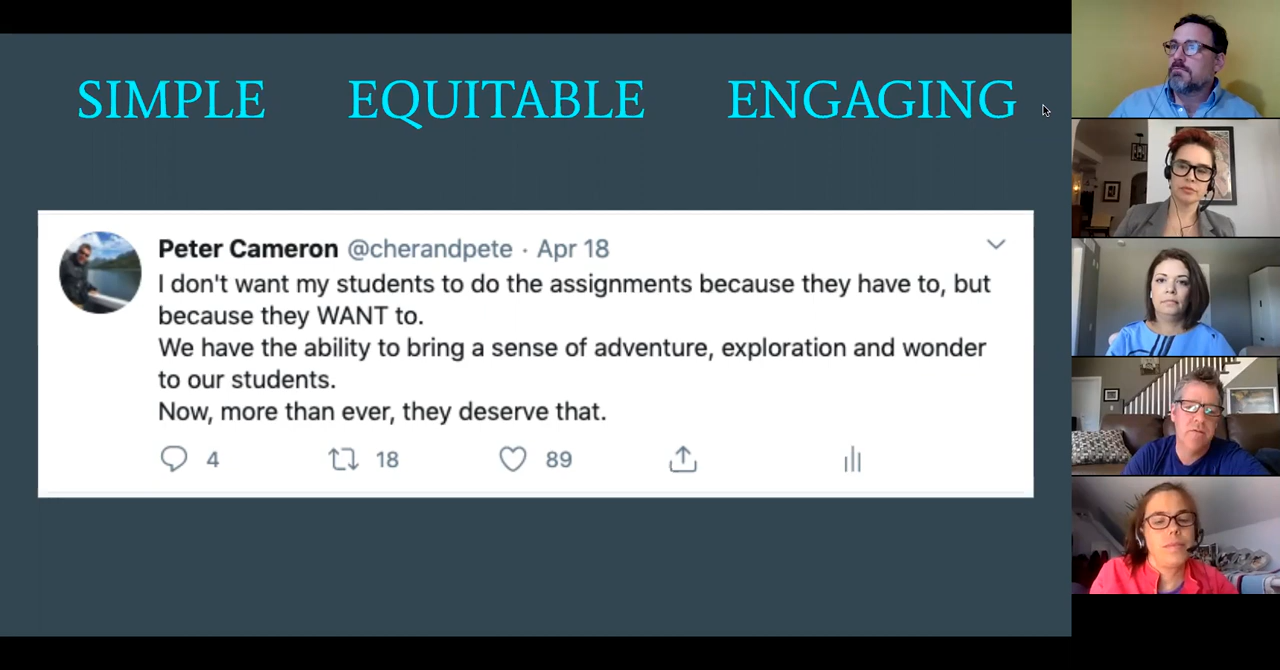 SIMPLE EQUITABLE ENGAGING
Peter Cameron @cherandpete · Apr 18
I don't want my students to do the assignments because they have to, but
because they WANT to.
We have the ability to bring a sense of adventure, exploration and wonder
to our students.
Now, more than ever, they deserve that.
4 18 89